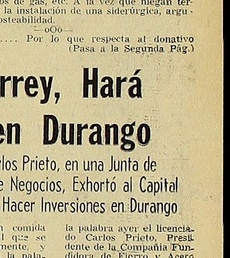 os de gas, etc. A la vez que niegan ter-
la instalación de una siderúrgica, argu-
osteabilidad.
—oOo—
.... Por lo que respecta al donativo
(Pasa a la Segunda Pág.)
rrey, Hará
en Durango
rlos Prieto, en una Junta de
e Negocios, Exhortó al Capital
Hacer Inversiones en Durango
n comida
l que se
mente, y
la pala-
la palabra ayer el licencia-
do Carlos Prieto, Presi-
dente de la Compañía Fun-
didora de Fierro y Acero